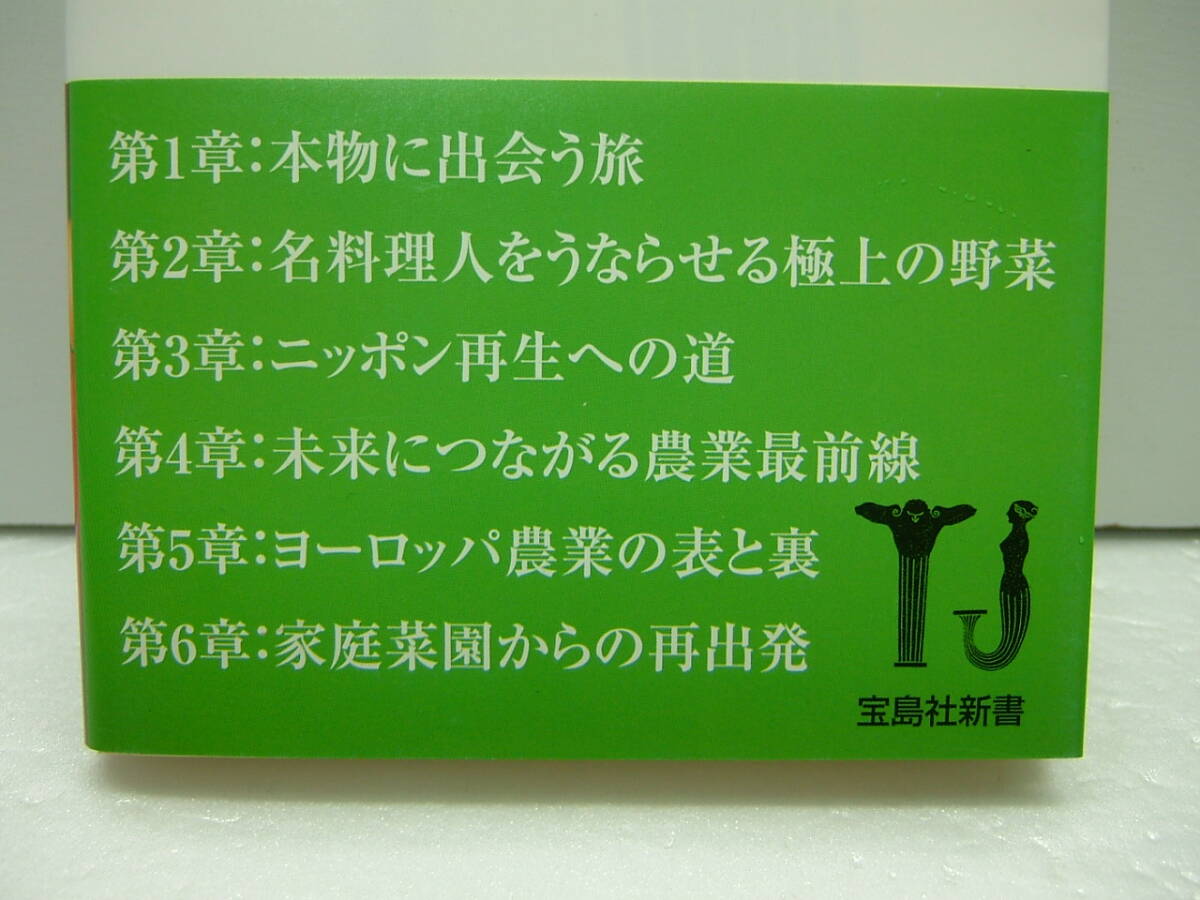 第1章:本物に出会う旅
第2章:名料理人をうならせる極上の野菜
第3章:ニッポン再生への道
第4章:未来につながる農業最前線
第5章:ヨーロッパ農業の表と裏
第6章:家庭菜園からの再出発
TJ
宝島社新書